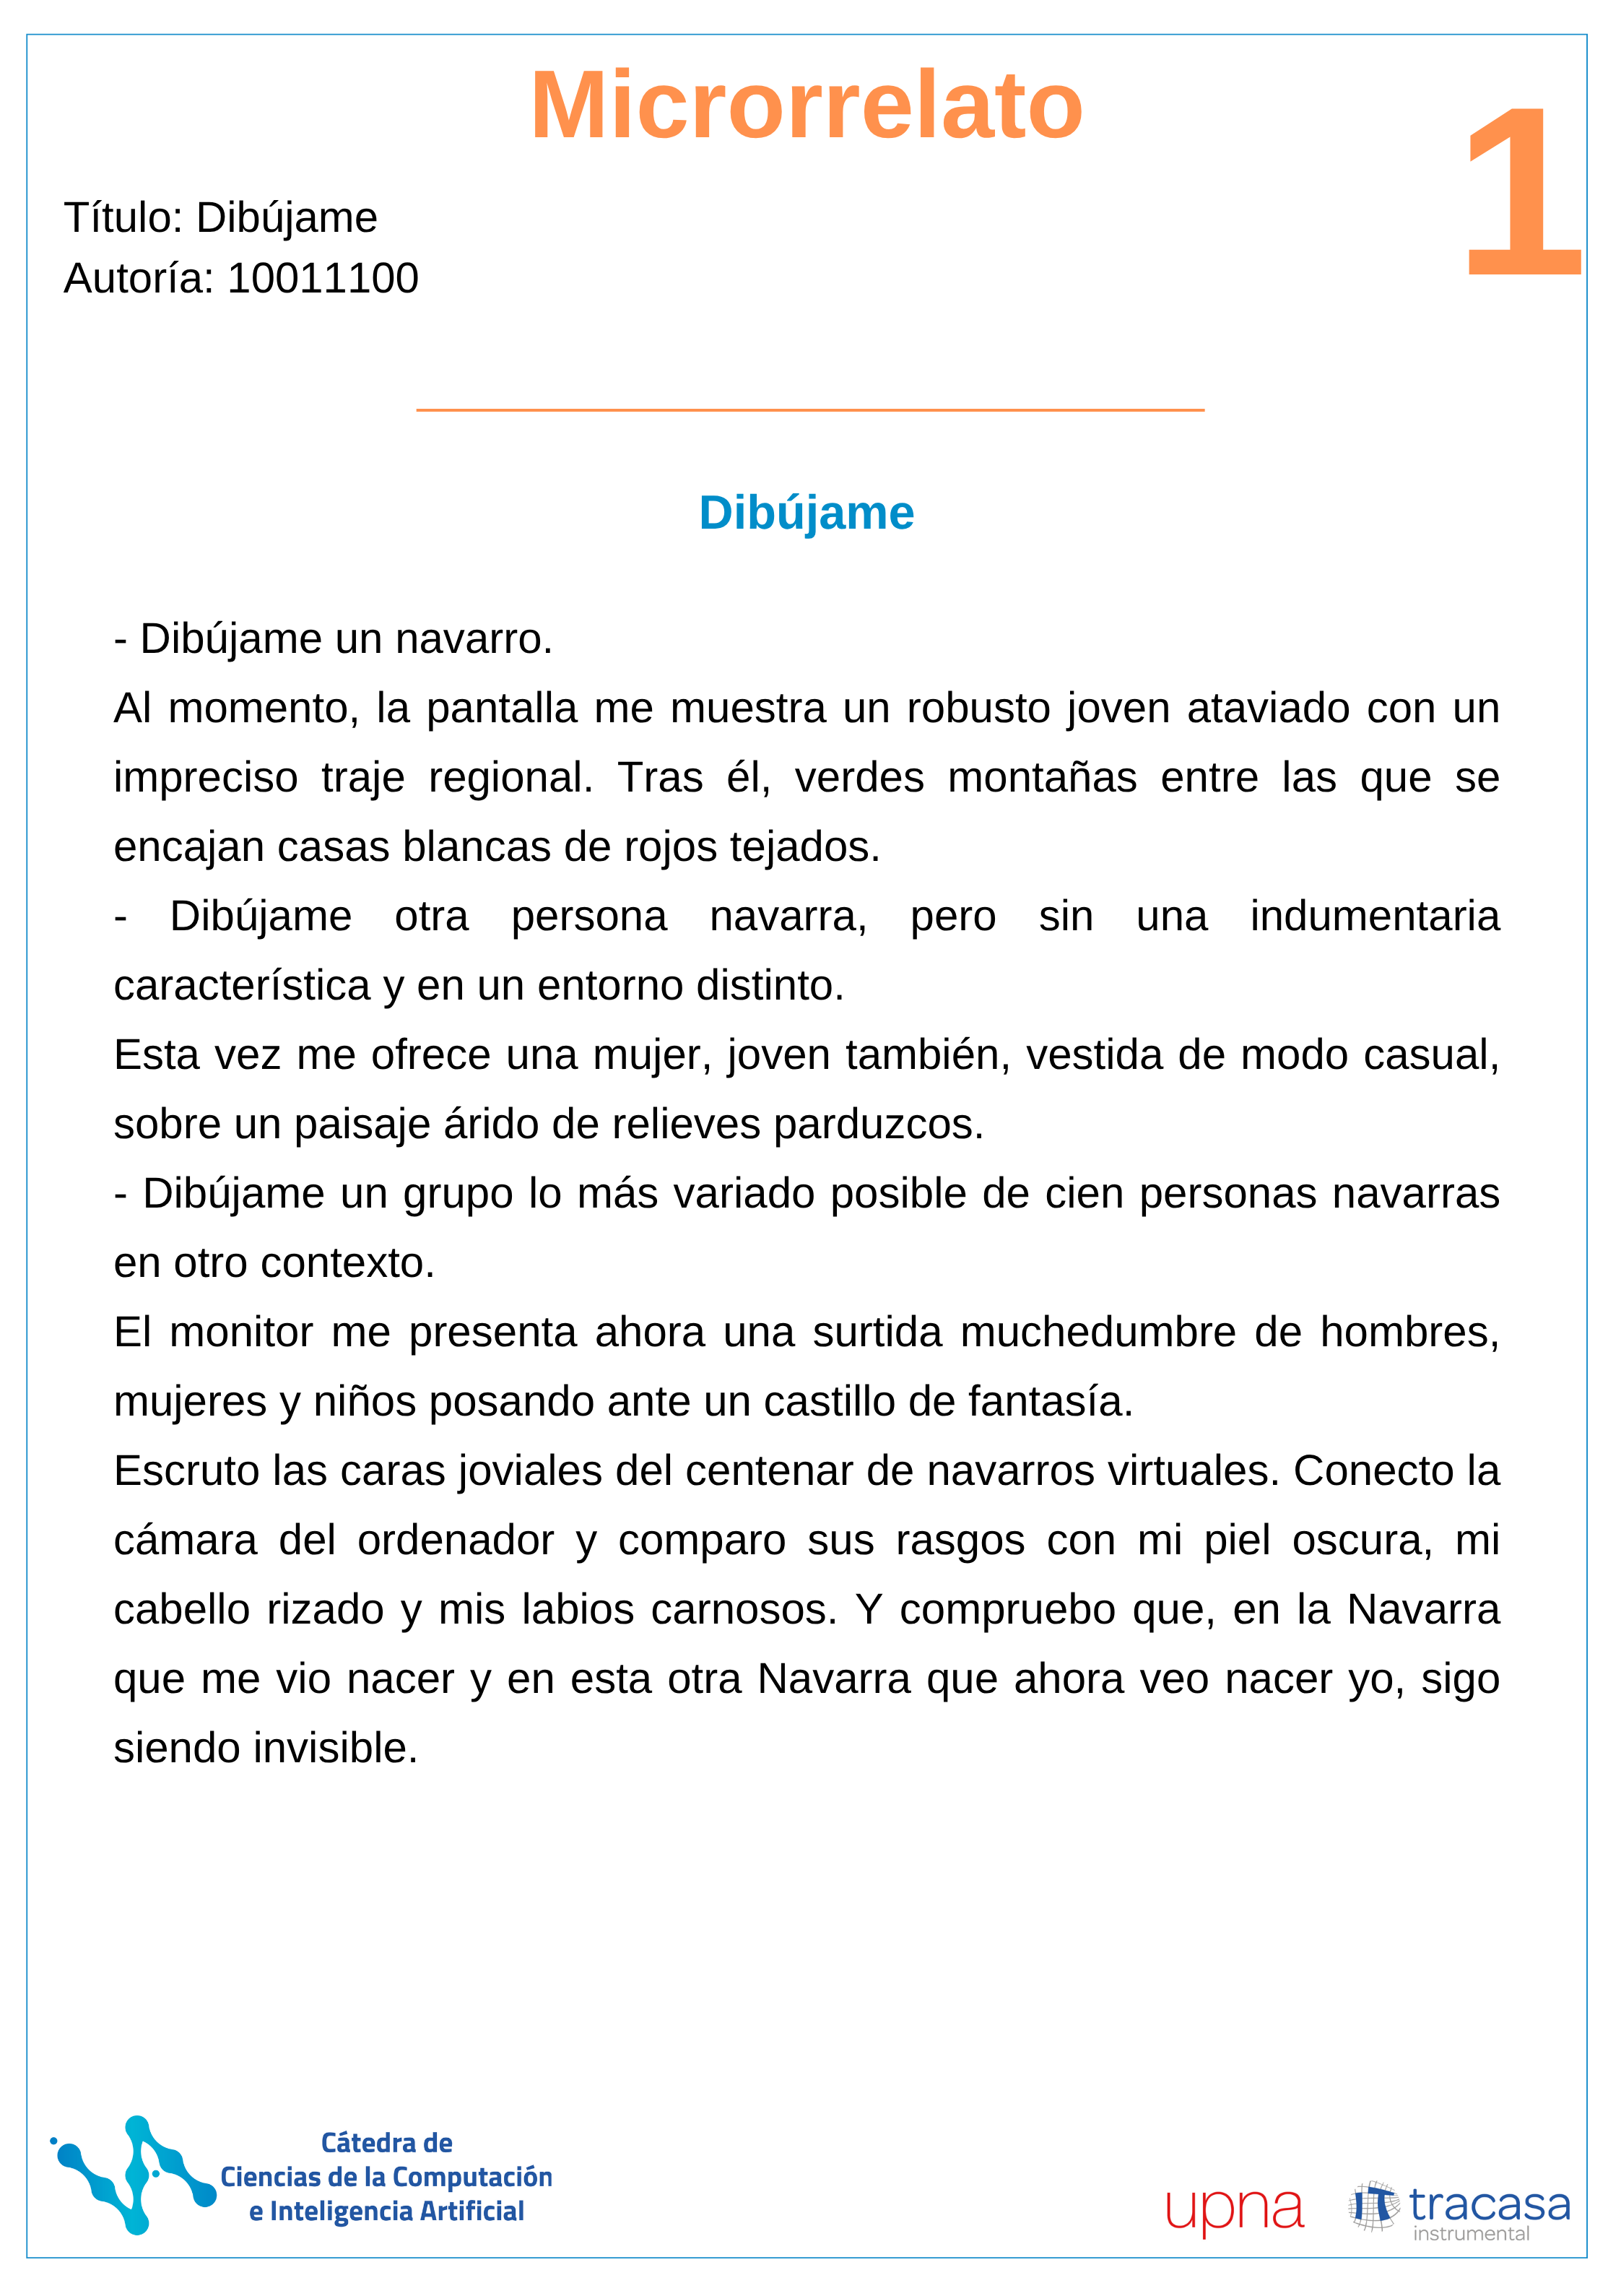 Microrrelato
1
Título: Dibújame
Autoría: 10011100
Dibújame
- Dibújame un navarro.
Al momento, la pantalla me muestra un robusto joven ataviado con un
impreciso traje regional. Tras él, verdes montañas entre las que se
encajan casas blancas de rojos tejados.
- Dibújame otra persona navarra, pero sin una indumentaria
característica y en un entorno distinto.
Esta vez me ofrece una mujer, joven también, vestida de modo casual,
sobre un paisaje árido de relieves parduzcos.
- Dibújame un grupo lo más variado posible de cien personas navarras
en otro contexto.
El monitor me presenta ahora una surtida muchedumbre de hombres,
mujeres y niños posando ante un castillo de fantasía.
Escruto las caras joviales del centenar de navarros virtuales. Conecto la
cámara del ordenador y comparo sus rasgos con mi piel oscura, mi
cabello rizado y mis labios carnosos. Y compruebo que, en la Navarra
que me vio nacer y en esta otra Navarra que ahora veo nacer yo, sigo
siendo invisible.
Cátedra de
Ciencias de la Computación
e Inteligencia Artificial
upna
tracasa
instrumental